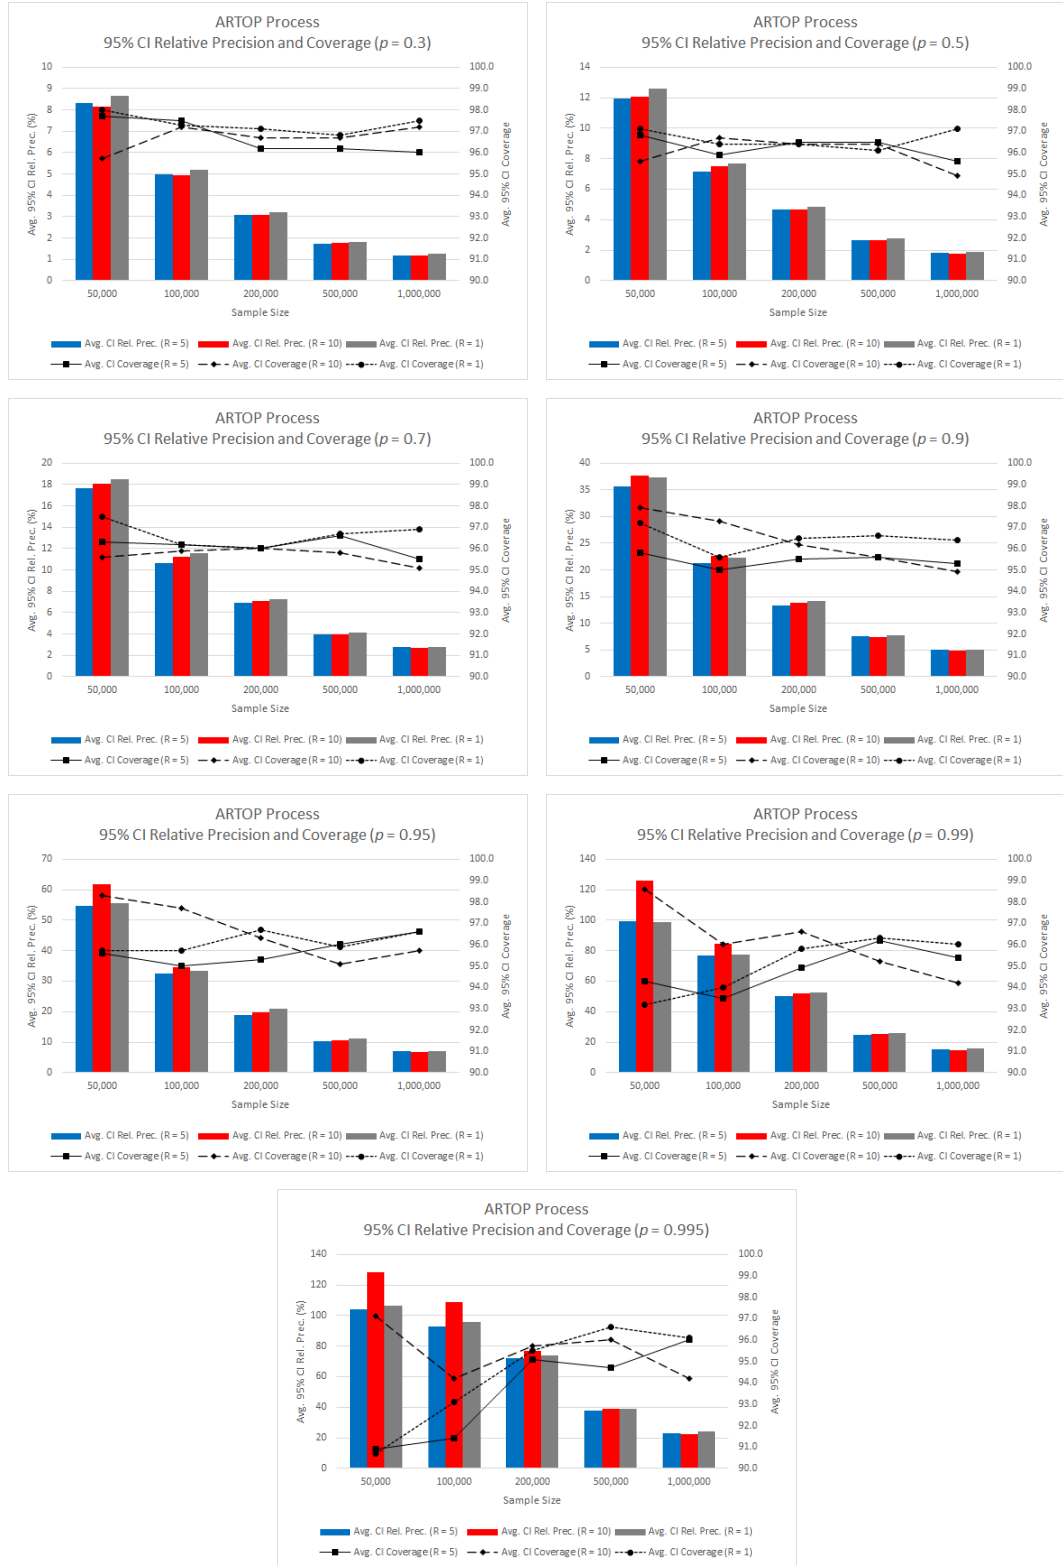 ARTOP Process
95% CI Relative Precision and Coverage (p = 0.3)
Avg. 95% CI Rel. Prec. (%)
10
9
8
7
6
5
4
3
2
1
0
100.0
99.0
98.0
97.0
96.0
95.0
94.0
93.0
92.0
91.0
90.0
Avg. 95% CI Coverage
50,000 100,000 200,000 500,000 1,000,000
Sample Size
Avg. CI Rel. Prec. (R = 5) Avg. CI Rel. Prec. (R = 10) Avg. CI Rel. Prec. (R = 1)
Avg. CI Coverage (R = 5) Avg. CI Coverage (R = 10) Avg. CI Coverage (R = 1)
ARTOP Process
95% CI Relative Precision and Coverage (p = 0.5)
Avg. 95% CI Rel. Prec. (%)
14
12
10
8
6
4
2
0
100.0
99.0
98.0
97.0
96.0
95.0
94.0
93.0
92.0
91.0
90.0
Avg. 95% CI Coverage
50,000 100,000 200,000 500,000 1,000,000
Sample Size
Avg. CI Rel. Prec. (R = 5) Avg. CI Rel. Prec. (R = 10) Avg. CI Rel. Prec. (R = 1)
Avg. CI Coverage (R = 5) Avg. CI Coverage (R = 10) Avg. CI Coverage (R = 1)
ARTOP Process
95% CI Relative Precision and Coverage (p = 0.7)
Avg. 95% CI Rel. Prec. (%)
20
18
16
14
12
10
8
6
4
2
0
100.0
99.0
98.0
97.0
96.0
95.0
94.0
93.0
92.0
91.0
90.0
Avg. 95% CI Coverage
50,000 100,000 200,000 500,000 1,000,000
Sample Size
Avg. CI Rel. Prec. (R = 5) Avg. CI Rel. Prec. (R = 10) Avg. CI Rel. Prec. (R = 1)
Avg. CI Coverage (R = 5) Avg. CI Coverage (R = 10) Avg. CI Coverage (R = 1)
ARTOP Process
95% CI Relative Precision and Coverage (p = 0.9)
Avg. 95% CI Rel. Prec. (%)
40
35
30
25
20
15
10
5
0
100.0
99.0
98.0
97.0
96.0
95.0
94.0
93.0
92.0
91.0
90.0
Avg. 95% CI Coverage
50,000 100,000 200,000 500,000 1,000,000
Sample Size
Avg. CI Rel. Prec. (R = 5) Avg. CI Rel. Prec. (R = 10) Avg. CI Rel. Prec. (R = 1)
Avg. CI Coverage (R = 5) Avg. CI Coverage (R = 10) Avg. CI Coverage (R = 1)
ARTOP Process
95% CI Relative Precision and Coverage (p = 0.95)
Avg. 95% CI Rel. Prec. (%)
70
60
50
40
30
20
10
0
100.0
99.0
98.0
97.0
96.0
95.0
94.0
93.0
92.0
91.0
90.0
Avg. 95% CI Coverage
50,000 100,000 200,000 500,000 1,000,000
Sample Size
Avg. CI Rel. Prec. (R = 5) Avg. CI Rel. Prec. (R = 10) Avg. CI Rel. Prec. (R = 1)
Avg. CI Coverage (R = 5) Avg. CI Coverage (R = 10) Avg. CI Coverage (R = 1)
ARTOP Process
95% CI Relative Precision and Coverage (p = 0.99)
Avg. 95% CI Rel. Prec. (%)
140
120
100
80
60
40
20
0
100.0
99.0
98.0
97.0
96.0
95.0
94.0
93.0
92.0
91.0
90.0
Avg. 95% CI Coverage
50,000 100,000 200,000 500,000 1,000,000
Sample Size
Avg. CI Rel. Prec. (R = 5) Avg. CI Rel. Prec. (R = 10) Avg. CI Rel. Prec. (R = 1)
Avg. CI Coverage (R = 5) Avg. CI Coverage (R = 10) Avg. CI Coverage (R = 1)
ARTOP Process
95% CI Relative Precision and Coverage (p = 0.995)
Avg. 95% CI Rel. Prec. (%)
140
120
100
80
60
40
20
0
100.0
99.0
98.0
97.0
96.0
95.0
94.0
93.0
92.0
91.0
90.0
Avg. 95% CI Coverage
50,000 100,000 200,000 500,000 1,000,000
Sample Size
Avg. CI Rel. Prec. (R = 5) Avg. CI Rel. Prec. (R = 10) Avg. CI Rel. Prec. (R = 1)
Avg. CI Coverage (R = 5) Avg. CI Coverage (R = 10) Avg. CI Coverage (R = 1)